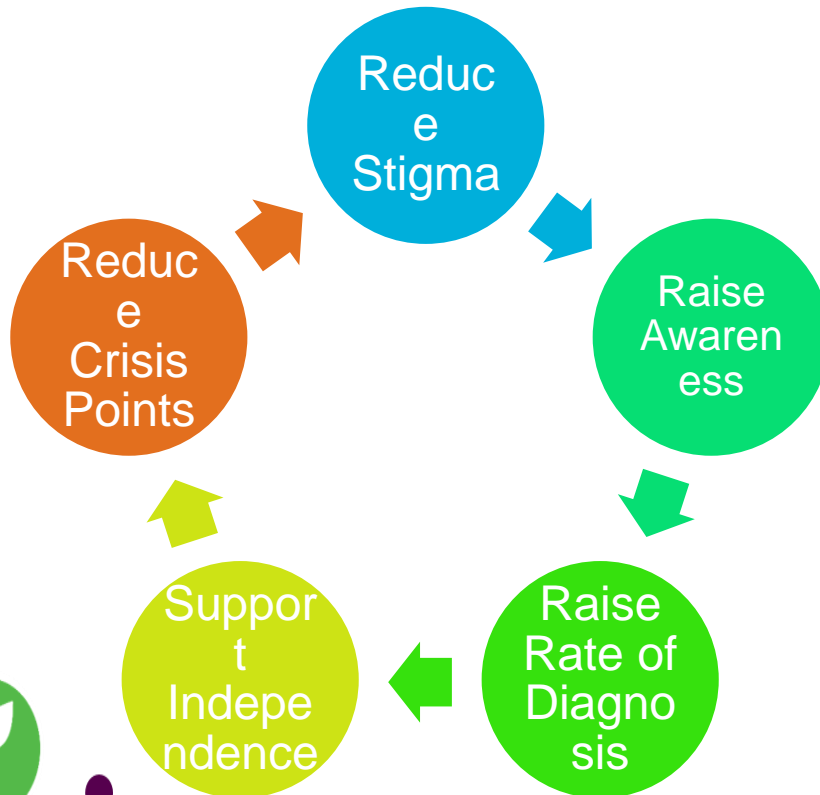 Reduc
e
Stigma
Raise
Awaren
ess
Raise
Rate of
Diagno
sis
Suppor
t
Indepe
ndence
Reduc
e
Crisis
Points